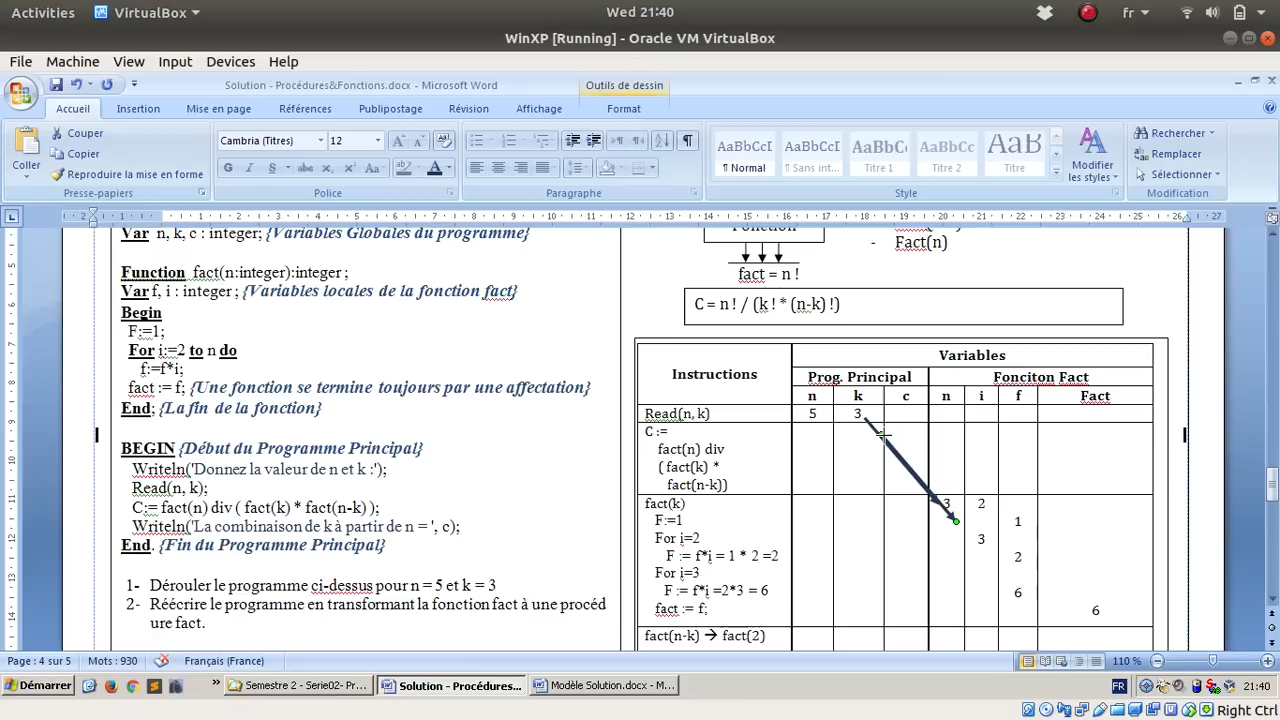 Activities VirtualBox Wed 21:40 fr
WinXP [Running] - Oracle VM VirtualBox
File Machine View Input Devices Help
Solution - Procédures&Fonctions.docx - Microsoft Word Outils de dessin
Accueil Insertion Mise en page Références Publipostage Révision Affichage Format
Coller
Couper
Copier
Reproduire la mise en forme
Presse-papiers
Cambria (Titres) 12
Police
Paragraphe
AaBbCcI AaBbCcI AaBbC AaBbCc AaB
¶ Normal ¶ Sans int... Titre 1 Titre 2 Titre
Style
Modifier les styles
Rechercher
Remplacer
Sélectionner
Modification
Var n, k, c : integer; {Variables Globales du programme}
Function fact(n:integer):integer ;
Var f, i : integer ; {Variables locales de la fonction fact}
Begin
F:=1;
For i:=2 to n do
f:=f*i;
fact := f; {Une fonction se termine toujours par une affectation}
End; {La fin de la fonction}
BEGIN {Début du Programme Principal}
Writeln('Donnez la valeur de n et k :');
Read(n, k);
C:= fact(n) div ( fact(k) * fact(n-k) );
Writeln('La combinaison de k à partir de n = ', c);
End. {Fin du Programme Principal}
1- Dérouler le programme ci-dessus pour n = 5 et k = 3
2- Réécrire le programme en transformant la fonction fact à une procéd
ure fact.
Fonction
- Fact(n)
fact = n !
C = n ! / (k ! * (n-k) !)
Instructions Variables
Prog. Principal Fonciton Fact
n k c n i f Fact
Read(n, k) 5 3
C :=
fact(n) div
( fact(k) *
fact(n-k))
fact(k) 3 2
F:=1 1
For i=2 3
F := f*i = 1 * 2 =2 2
For i=3
F := f*i =2*3 = 6 6
fact := f; 6
fact(n-k) → fact(2)
Page : 4 sur 5 Mots : 930 Français (France) 110 %
Démarrer Semestre 2 - Serie02- Pr... Solution - Procédures... Modèle Solution.docx - M... FR 21:40
Right Ctrl